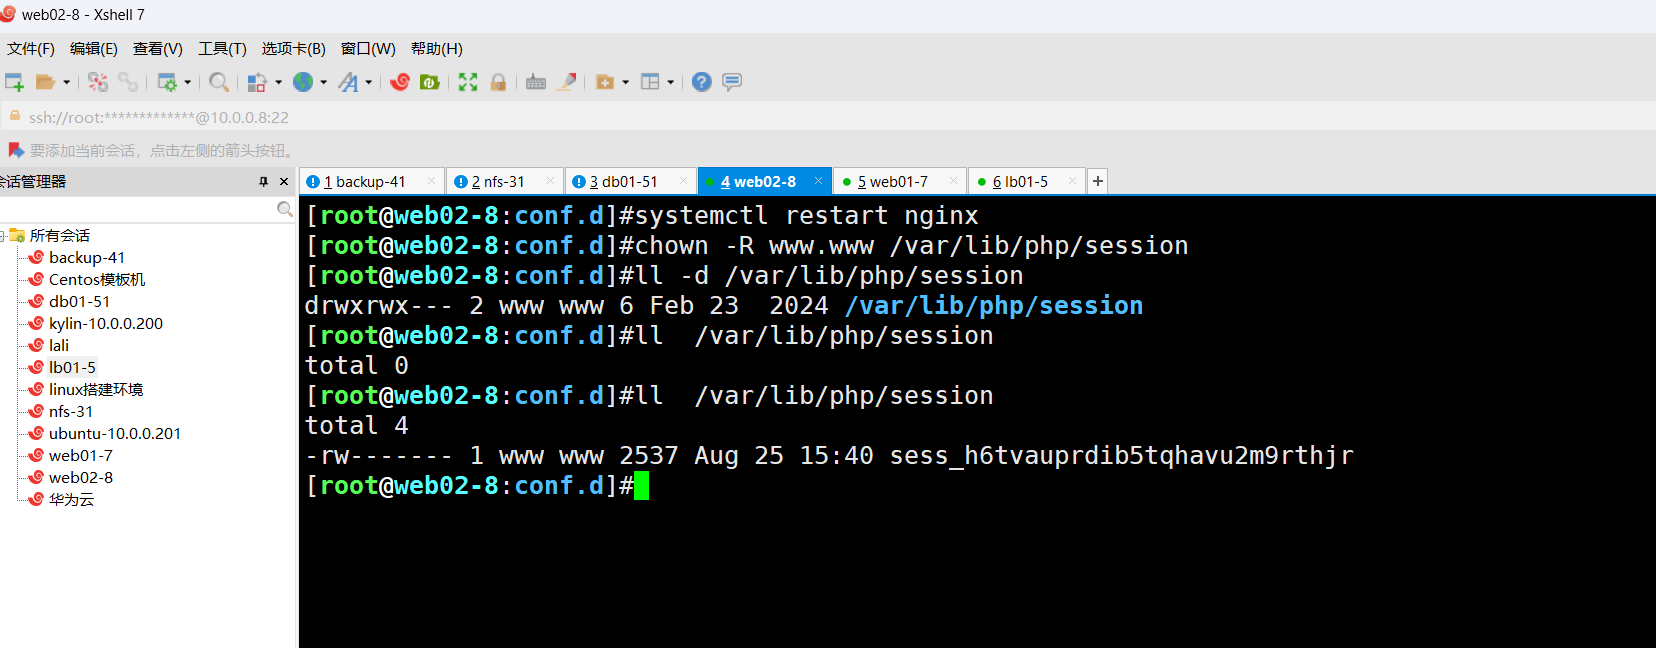 web02-8 - Xshell 7
文件(F) 编辑(E) 查看(V) 工具(T) 选项卡(B) 窗口(W) 帮助(H)
ssh://root:*************@10.0.0.8:22
要添加当前会话，点击左侧的箭头按钮。
会话管理器
1 backup-41 2 nfs-31 3 db01-51 4 web02-8 5 web01-7 6 lb01-5
所有会话
backup-41
Centos模板机
db01-51
kylin-10.0.0.200
lali
lb01-5
linux搭建环境
nfs-31
ubuntu-10.0.0.201
web01-7
web02-8
华为云
[root@web02-8:conf.d]#systemctl restart nginx
[root@web02-8:conf.d]#chown -R www.www /var/lib/php/session
[root@web02-8:conf.d]#ll -d /var/lib/php/session
drwxrwx--- 2 www www 6 Feb 23  2024 /var/lib/php/session
[root@web02-8:conf.d]#ll  /var/lib/php/session
total 0
[root@web02-8:conf.d]#ll  /var/lib/php/session
total 4
-rw------- 1 www www 2537 Aug 25 15:40 sess_h6tvauprdib5tqhavu2m9rthjr
[root@web02-8:conf.d]#